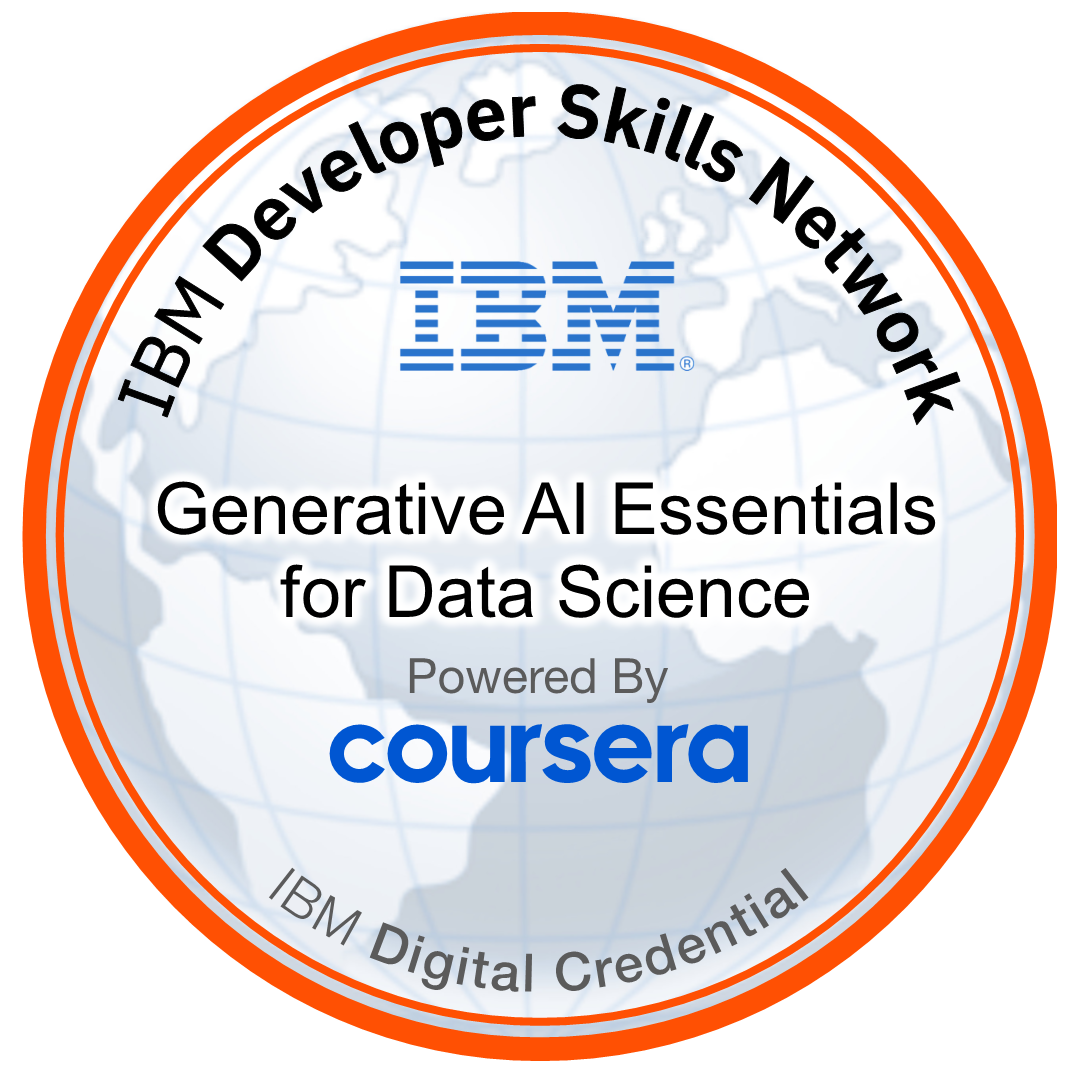 IBM Developer Skills Network
IBM®
Generative AI Essentials
for Data Science
Powered By
coursera
IBM Digital Credential